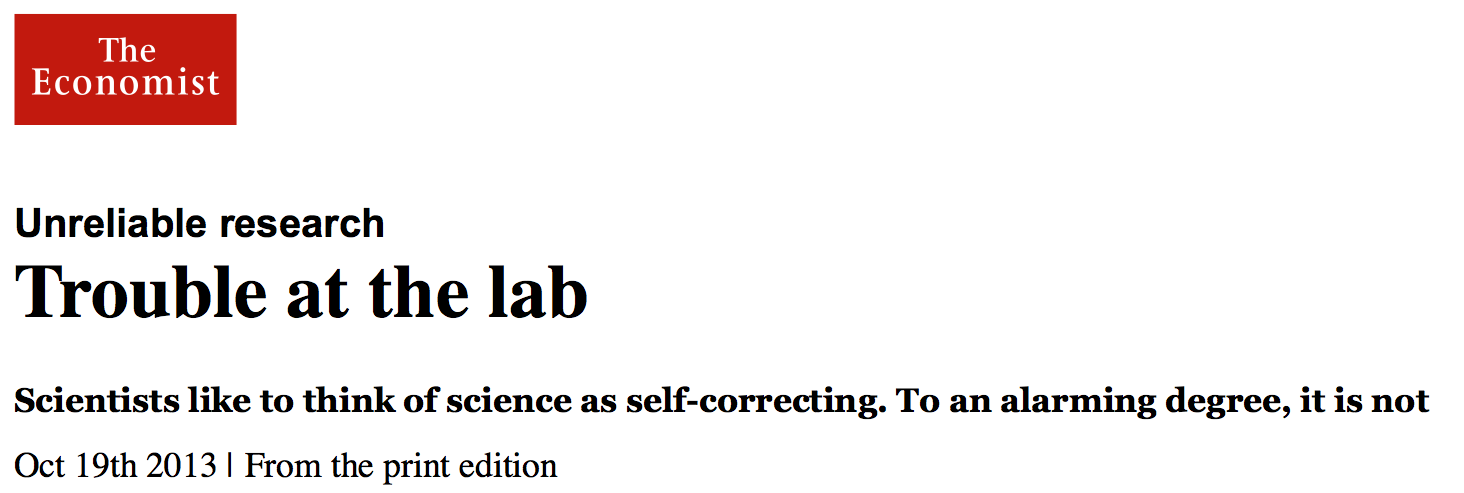 The
Economist
Unreliable research
Trouble at the lab
Scientists like to think of science as self-correcting. To an alarming degree, it is not
Oct 19th 2013 | From the print edition